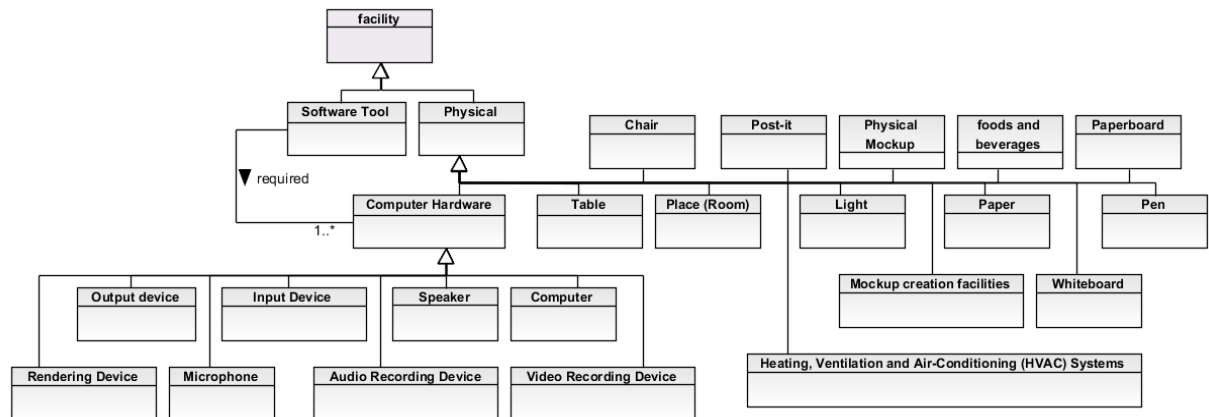 facility
Software Tool
Physical
Chair
Post-it
Physical
Mockup
foods and
beverages
Paperboard
required
1..*
Computer Hardware
Table
Place (Room)
Light
Paper
Pen
Output device
Input Device
Speaker
Computer
Mockup creation facilities
Whiteboard
Rendering Device
Microphone
Audio Recording Device
Video Recording Device
Heating, Ventilation and Air-Conditioning (HVAC) Systems